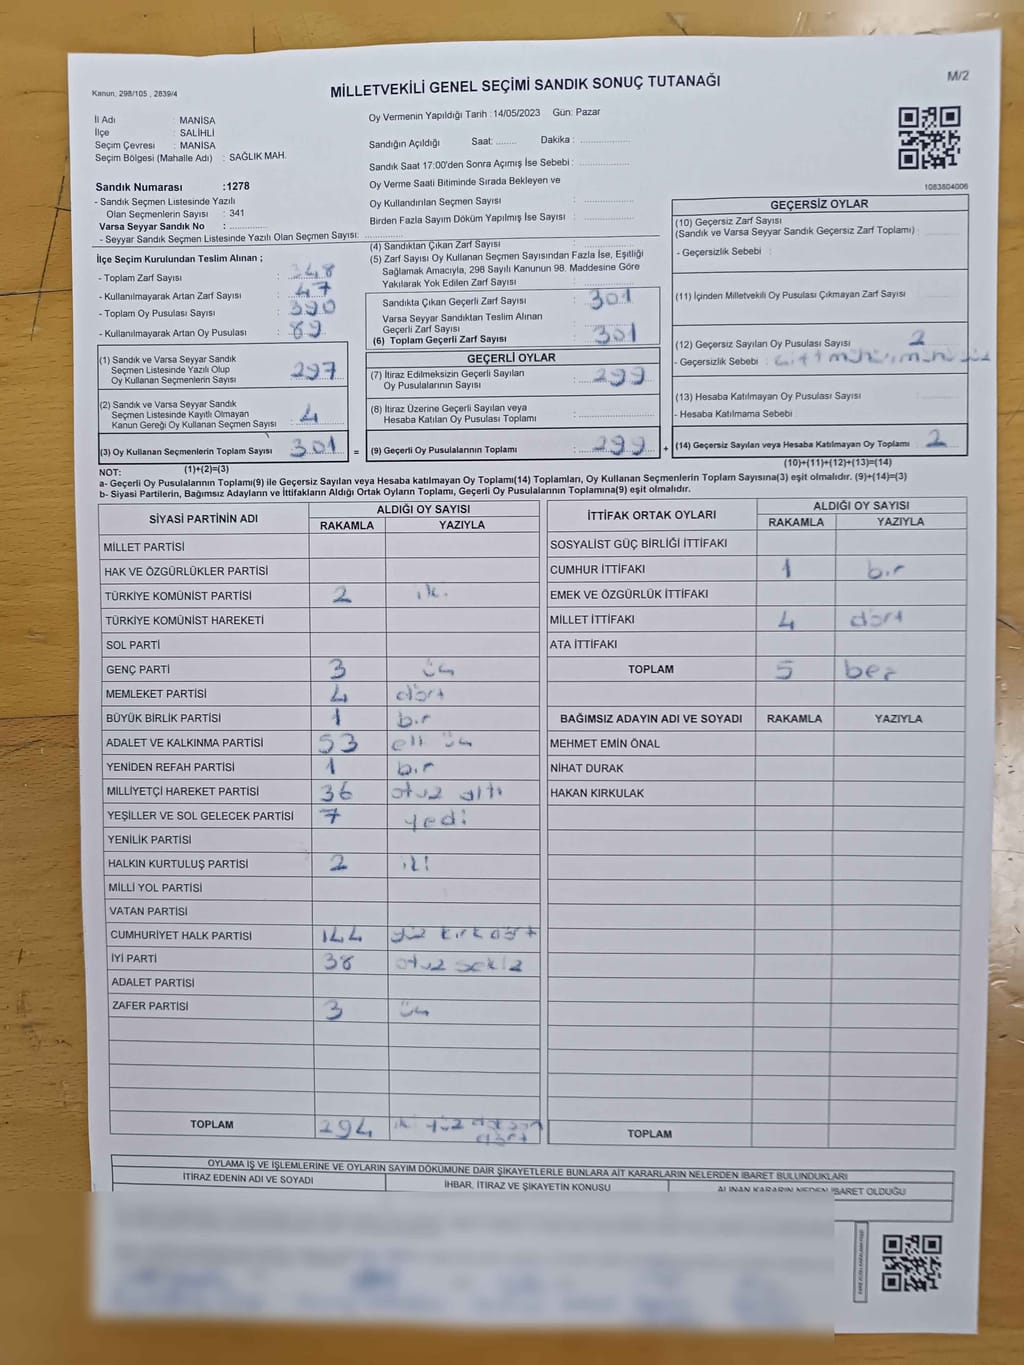 MİLLETVEKİLİ GENEL SEÇİMİ SANDIK SONUÇ TUTANAĞI
M/2
Kanun. 298/105 , 2839/4
İl Adı : MANİSA
İlçe : SALİHLİ
Seçim Çevresi : MANİSA
Seçim Bölgesi (Mahalle Adı) : SAĞLIK MAH.
Oy Vermenin Yapıldığı Tarih :14/05/2023 Gün: Pazar
Sandığın Açıldığı Saat: ........ Dakika : ..................
Sandık Saat 17:00'den Sonra Açımış İse Sebebi : ..................
Oy Verme Saati Bitiminde Sırada Bekleyen ve
Oy Kullandırılan Seçmen Sayısı : ..................
Birden Fazla Sayım Döküm Yapılmış İse Sayısı : ..................
1083804006
Sandık Numarası :1278
- Sandık Seçmen Listesinde Yazılı
Olan Seçmenlerin Sayısı : 341
Varsa Seyyar Sandık No : ..................
- Seyyar Sandık Seçmen Listesinde Yazılı Olan Seçmen Sayısı: ..................
İlçe Seçim Kurulundan Teslim Alınan ;
- Toplam Zarf Sayısı : 348
- Kullanılmayarak Artan Zarf Sayısı : 47
- Toplam Oy Pusulası Sayısı : 390
- Kullanılmayarak Artan Oy Pusulası : 89
(1) Sandık ve Varsa Seyyar Sandık
Seçmen Listesinde Yazılı Olup
Oy Kullanan Seçmenlerin Sayısı : 297
(2) Sandık ve Varsa Seyyar Sandık
Seçmen Listesinde Kayıtlı Olmayan
Kanun Gereği Oy Kullanan Seçmen Sayısı : 4
(3) Oy Kullanan Seçmenlerin Toplam Sayısı 301
(1)+(2)=(3)
(4) Sandıktan Çıkan Zarf Sayısı
(5) Zarf Sayısı Oy Kullanan Seçmen Sayısından Fazla İse, Eşitliği
Sağlamak Amacıyla, 298 Sayılı Kanunun 98. Maddesine Göre
Yakılarak Yok Edilen Zarf Sayısı :
Sandıkta Çıkan Geçerli Zarf Sayısı : 301
Varsa Seyyar Sandıktan Teslim Alınan
Geçerli Zarf Sayısı
(6) Toplam Geçerli Zarf Sayısı : 301
GEÇERLİ OYLAR
(7) İtiraz Edilmeksizin Geçerli Sayılan
Oy Pusulalarının Sayısı : 299
(8) İtiraz Üzerine Geçerli Sayılan veya
Hesaba Katılan Oy Pusulası Toplamı :
= (9) Geçerli Oy Pusulalarının Toplamı : 299 +
GEÇERSİZ OYLAR
(10) Geçersiz Zarf Sayısı
(Sandık ve Varsa Seyyar Sandık Geçersiz Zarf Toplamı) :
- Geçersizlik Sebebi :
(11) İçinden Milletvekili Oy Pusulası Çıkmayan Zarf Sayısı
(12) Geçersiz Sayılan Oy Pusulası Sayısı : 2
- Geçersizlik Sebebi :
(13) Hesaba Katılmayan Oy Pusulası Sayısı
- Hesaba Katılmama Sebebi
(14) Geçersiz Sayılan veya Hesaba Katılmayan Oy Toplamı : 2
(10)+(11)+(12)+(13)=(14)
NOT:
a- Geçerli Oy Pusulalarının Toplamı(9) ile Geçersiz Sayılan veya Hesaba katılmayan Oy Toplamı(14) Toplamları, Oy Kullanan Seçmenlerin Toplam Sayısına(3) eşit olmalıdır. (9)+(14)=(3)
b- Siyasi Partilerin, Bağımsız Adayların ve İttifakların Aldığı Ortak Oyların Toplamı, Geçerli Oy Pusulalarının Toplamına(9) eşit olmalıdır.
SİYASİ PARTİNİN ADI
ALDIĞI OY SAYISI
RAKAMLA YAZIYLA
MİLLET PARTİSİ
HAK VE ÖZGÜRLÜKLER PARTİSİ
TÜRKİYE KOMÜNİST PARTİSİ 2 iki
TÜRKİYE KOMÜNİST HAREKETİ
SOL PARTİ
GENÇ PARTİ 3 üç
MEMLEKET PARTİSİ 4 dört
BÜYÜK BİRLİK PARTİSİ 1 bir
ADALET VE KALKINMA PARTİSİ 53 elli üç
YENİDEN REFAH PARTİSİ 1 bir
MİLLİYETÇİ HAREKET PARTİSİ 36 otuz altı
YEŞİLLER VE SOL GELECEK PARTİSİ 7 yedi
YENİLİK PARTİSİ
HALKIN KURTULUŞ PARTİSİ 2 iki
MİLLİ YOL PARTİSİ
VATAN PARTİSİ
CUMHURİYET HALK PARTİSİ 144 yüz kırk dört
İYİ PARTİ 38 otuz sekiz
ADALET PARTİSİ
ZAFER PARTİSİ 3 üç
TOPLAM 294 iki yüz doksan dört
İTTİFAK ORTAK OYLARI
ALDIĞI OY SAYISI
RAKAMLA YAZIYLA
SOSYALİST GÜÇ BİRLİĞİ İTTİFAKI
CUMHUR İTTİFAKI 1 bir
EMEK VE ÖZGÜRLÜK İTTİFAKI
MİLLET İTTİFAKI 4 dört
ATA İTTİFAKI
TOPLAM 5 beş
BAĞIMSIZ ADAYIN ADI VE SOYADI RAKAMLA YAZIYLA
MEHMET EMİN ÖNAL
NİHAT DURAK
HAKAN KIRKULAK
TOPLAM
OYLAMA İŞ VE İŞLEMLERİNE VE OYLARIN SAYIM DÖKÜMÜNE DAİR ŞİKAYETLERLE BUNLARA AİT KARARLARIN NELERDEN İBARET BULUNDUKLARI
İTİRAZ EDENİN ADI VE SOYADI İHBAR, İTİRAZ VE ŞİKAYETİN KONUSU ALINAN KARARIN NEDEN İBARET OLDUĞU